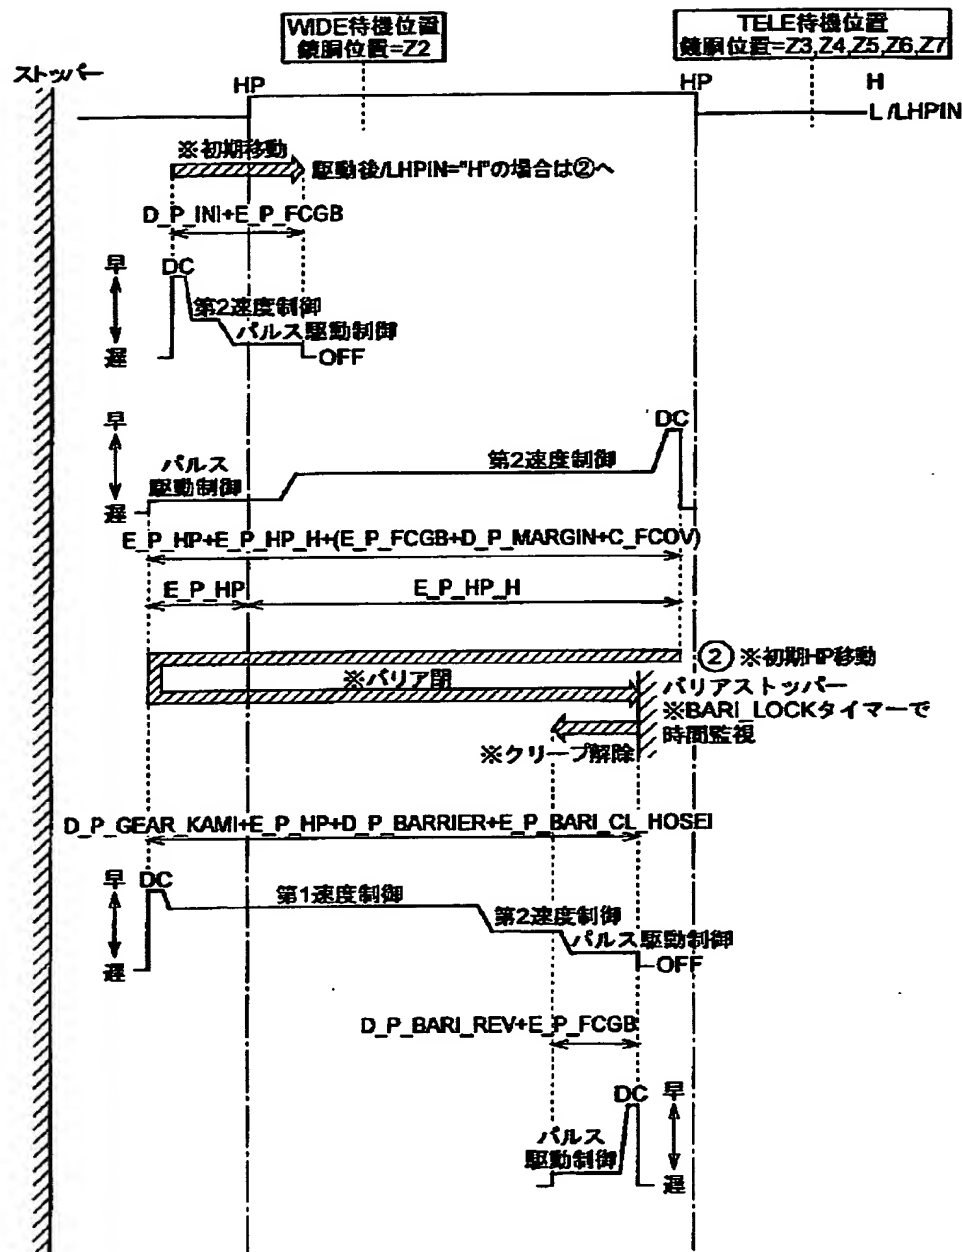 WIDE待機位置
鏡胴位置=Z2
TELE待機位置
鏡胴位置=Z3,Z4,Z5,Z6,Z7
ストッパー
HP
HP
H
L /LHPIN
※初期移動
駆動後/LHPIN="H"の場合は②へ
D_P_INI+E_P_FCGB
早
DC
第2速度制御
パルス駆動制御
遅
OFF
早
DC
パルス
駆動制御
第2速度制御
遅
E_P_HP+E_P_HP_H+(E_P_FCGB+D_P_MARGIN+C_FCOV)
E_P_HP
E_P_HP_H
② ※初期HP移動
※バリア閉
バリアストッパー
※BARI_LOCKタイマーで
時間監視
※クリープ解除
D_P_GEAR_KAMI+E_P_HP+D_P_BARRIER+E_P_BARI_CL_HOSEI
早
DC
第1速度制御
第2速度制御
パルス駆動制御
遅
OFF
D_P_BARI_REV+E_P_FCGB
DC
早
パルス
駆動制御
遅